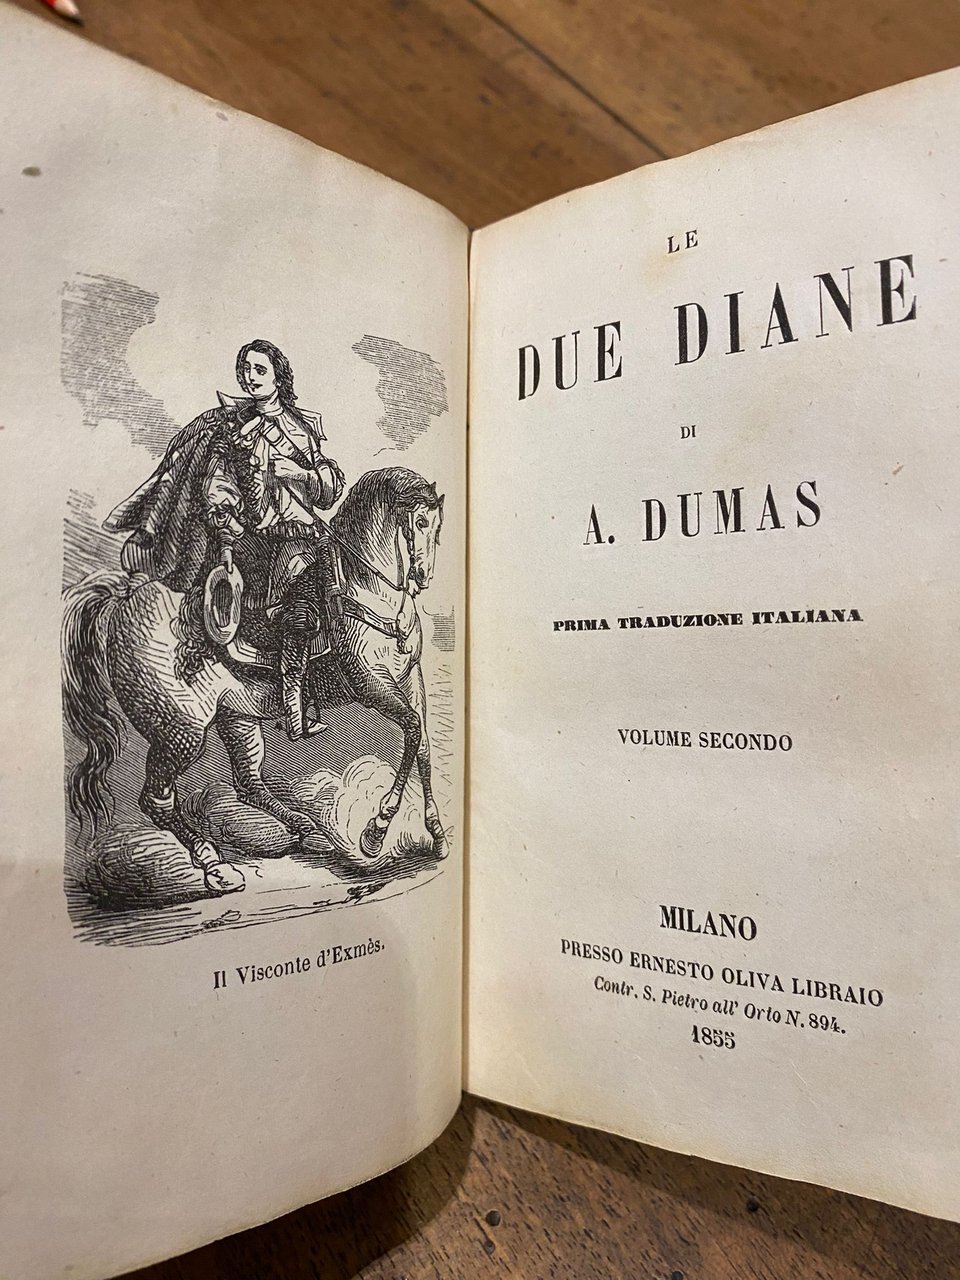 Il Visconte d'Exmès.
LE
DUE DIANE
DI
A. DUMAS
PRIMA TRADUZIONE ITALIANA
VOLUME SECONDO
MILANO
PRESSO ERNESTO OLIVA LIBRAIO
Contr. S. Pietro all' Orto N. 894.
1855